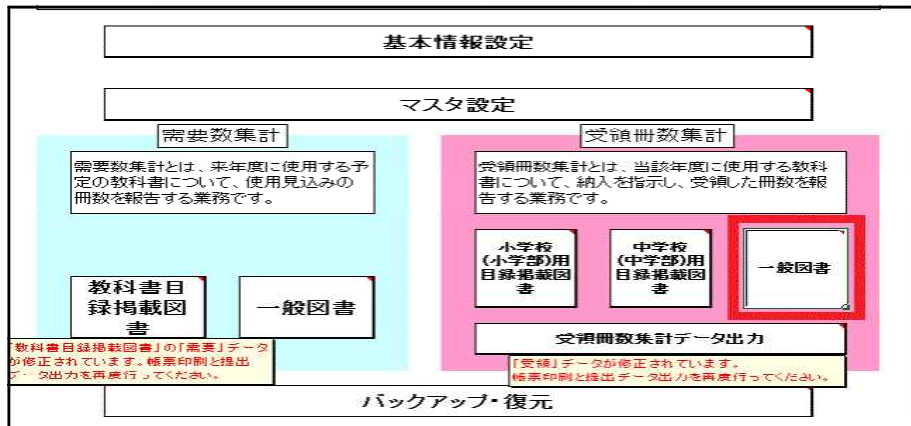 基本情報設定
マスタ設定
需要数集計
需要数集計とは、来年度に使用する予
定の教科書について、使用見込みの
冊数を報告する業務です。
教科書目
録掲載図
書
一般図書
「教科書目録掲載図書」の「需要」データ
が修正されています。帳票印刷と提出
データ出力を再度行ってください。
受領冊数集計
受領冊数集計とは、当該年度に使用する教科
書について、納入を指示し、受領した冊数を報
告する業務です。
小学校
(小学部)用
目録掲載図
書
中学校
(中学部)用
目録掲載図
書
一般図書
受領冊数集計データ出力
「受領」データが修正されています。
帳票印刷と提出データ出力を再度行ってください。
バックアップ・復元